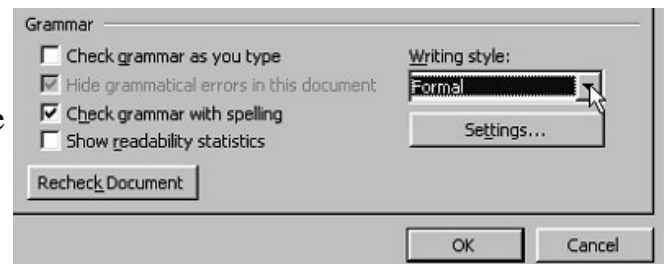 Grammar
Check grammar as you type
Writing style:
Hide grammatical errors in this document
Formal
Check grammar with spelling
Settings...
Show readability statistics
Recheck Document
OK
Cancel